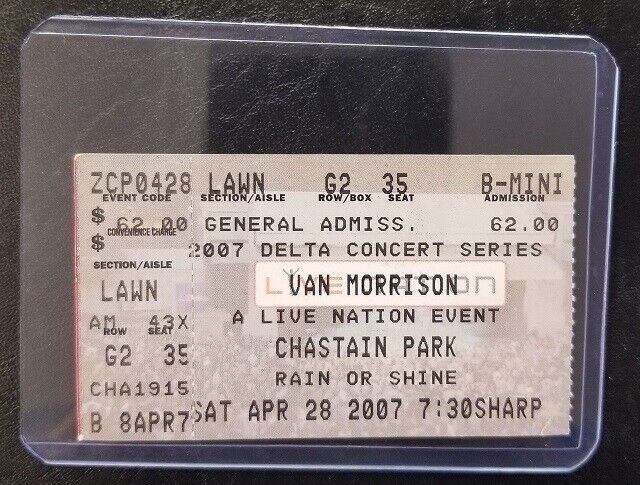 ZCP0428 LAWN G2 35 B-MINI
EVENT CODE SECTION/AISLE ROW/BOX SEAT ADMISSION
$ 62.00 GENERAL ADMISS. 62.00
$ CONVENIENCE CHARGE
2007 DELTA CONCERT SERIES
SECTION/AISLE
LAWN VAN MORRISON
LIVE NATION
AM 43X A LIVE NATION EVENT
ROW SEAT
G2 35 CHASTAIN PARK
CHA1915 RAIN OR SHINE
B 8APR7 SAT APR 28 2007 7:30SHARP